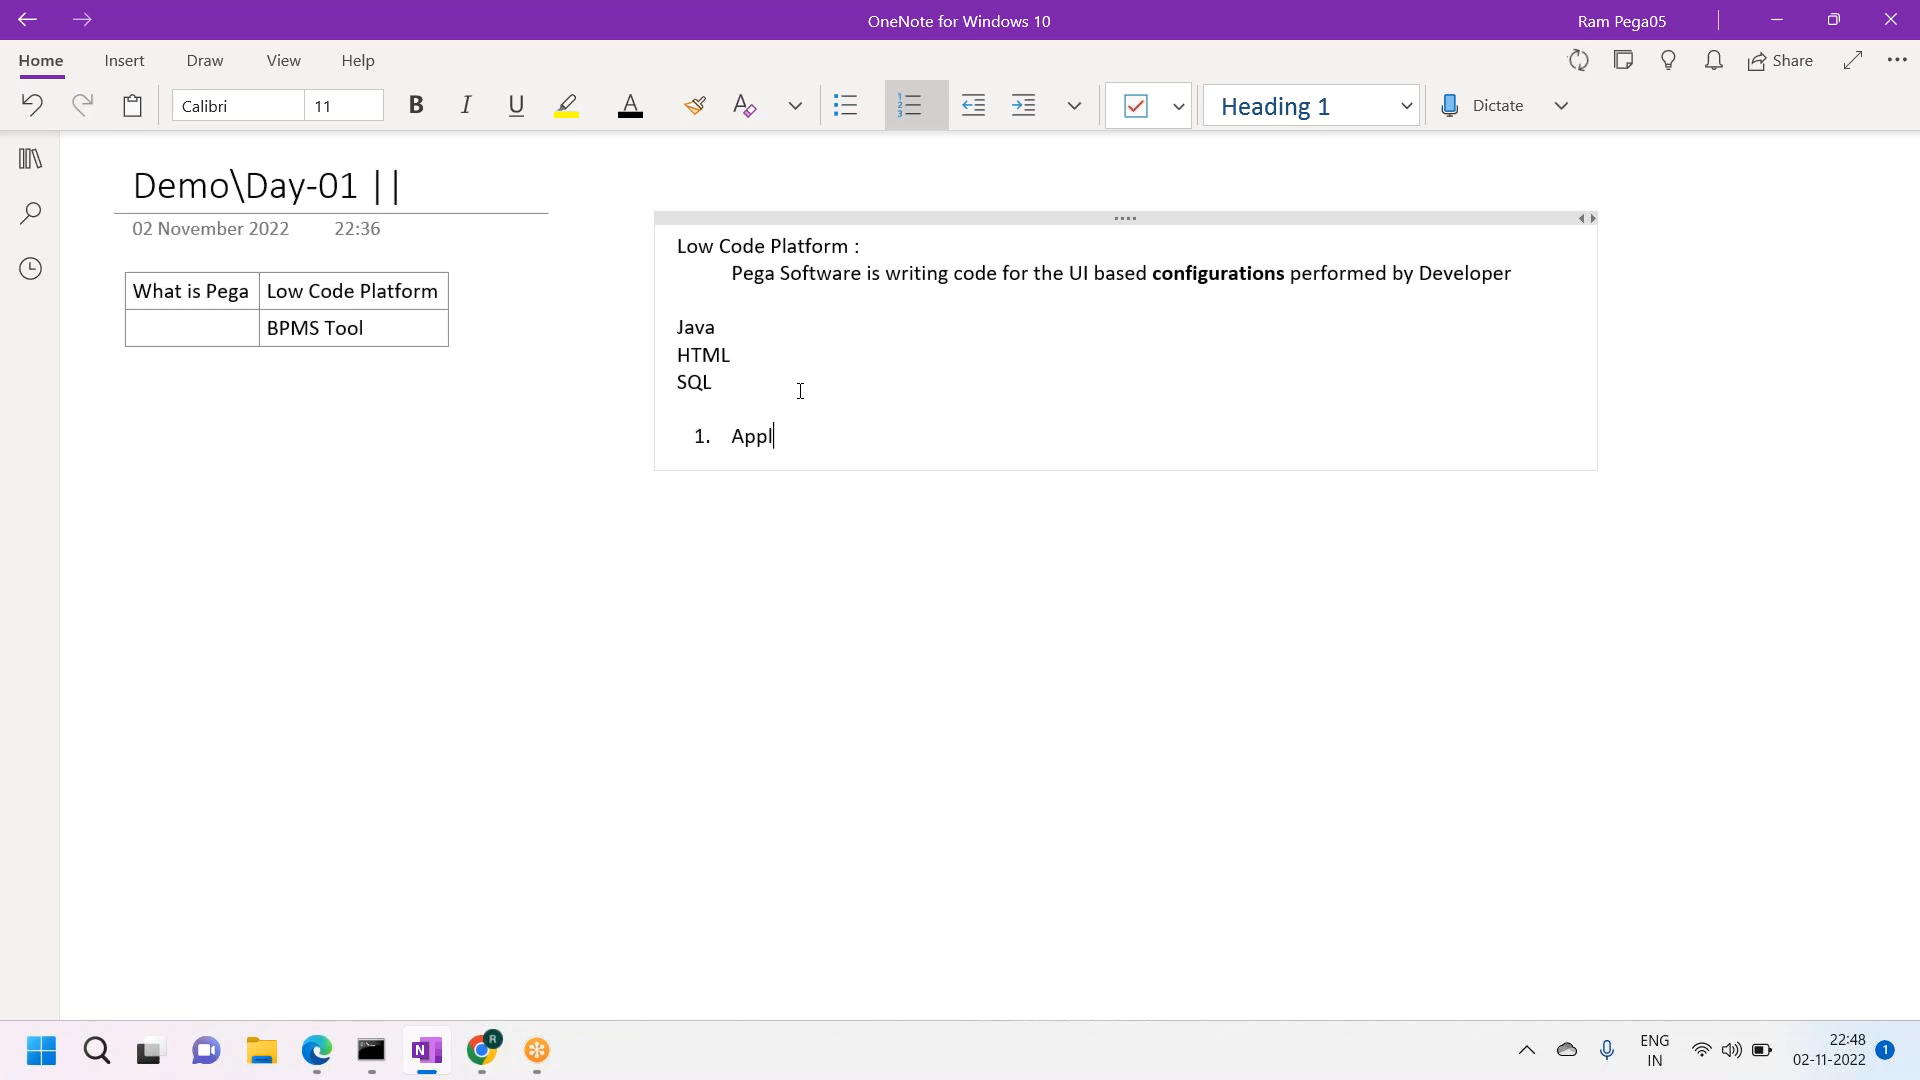 OneNote for Windows 10
Ram Pega05
Home
Insert
Draw
View
Help
Share
Calibri
11
Heading 1
Dictate
Demo\Day-01 ||
02 November 2022 22:36
What is Pega
Low Code Platform
BPMS Tool
Low Code Platform :
Pega Software is writing code for the UI based configurations performed by Developer
Java
HTML
SQL
1. Appl
ENG
IN
22:48
02-11-2022
1